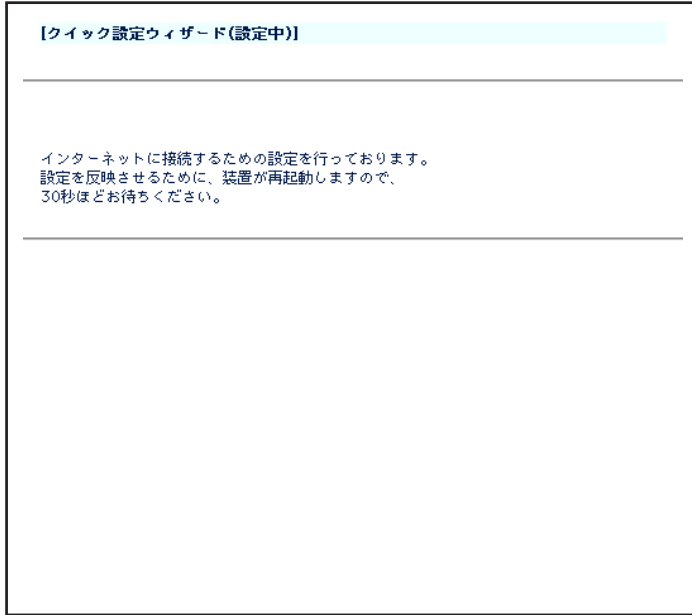 [クイック設定ウィザード(設定中)]
インターネットに接続するための設定を行っております。
設定を反映させるために、装置が再起動しますので、
30秒ほどお待ちください。